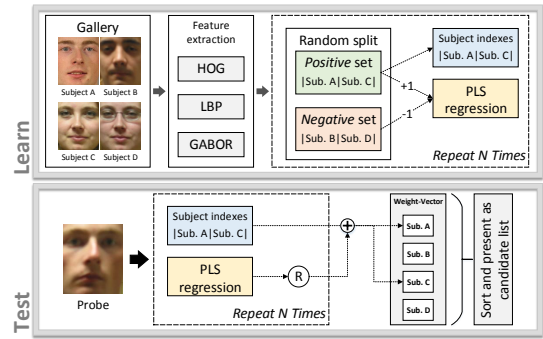 Learn
Gallery
Subject A Subject B
Subject C Subject D
Feature
extraction
HOG
LBP
GABOR
Random split
Positive set
|Sub. A|Sub. C|
Negative set
|Sub. B|Sub. D|
+1
-1
Subject indexes
|Sub. A|Sub. C|
PLS
regression
Repeat N Times
Test
Probe
Subject indexes
|Sub. A|Sub. C|
PLS
regression
R
+
Repeat N Times
Weight-Vector
Sub. A
Sub. B
Sub. C
Sub. D
Sort and present as
candidate list